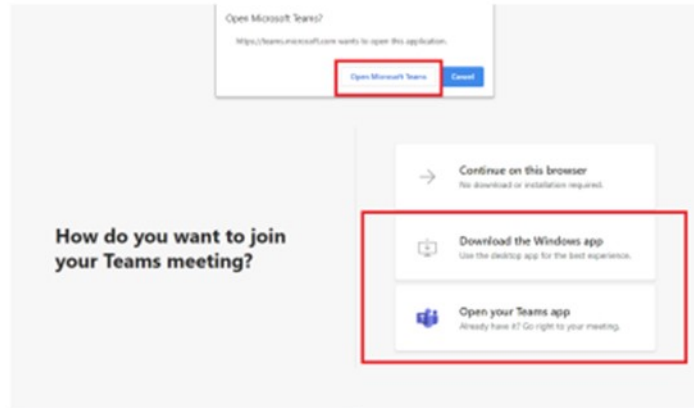 Open Microsoft Teams?
https://teams.microsoft.com wants to open this application.
Open Microsoft Teams
Cancel
Continue on this browser
No download or installation required.
How do you want to join
your Teams meeting?
Download the Windows app
Use the desktop app for the best experience.
Open your Teams app
Already have it? Go right to your meeting.